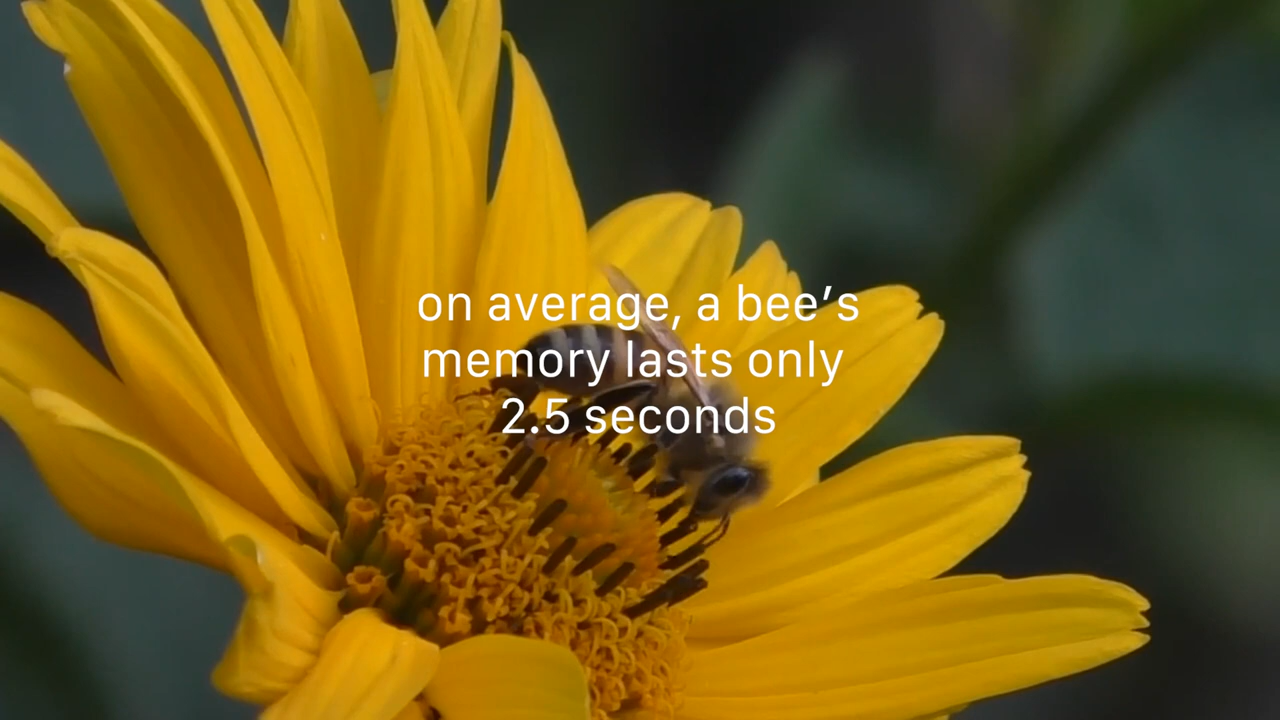 on average, a bee’s
memory lasts only
2.5 seconds